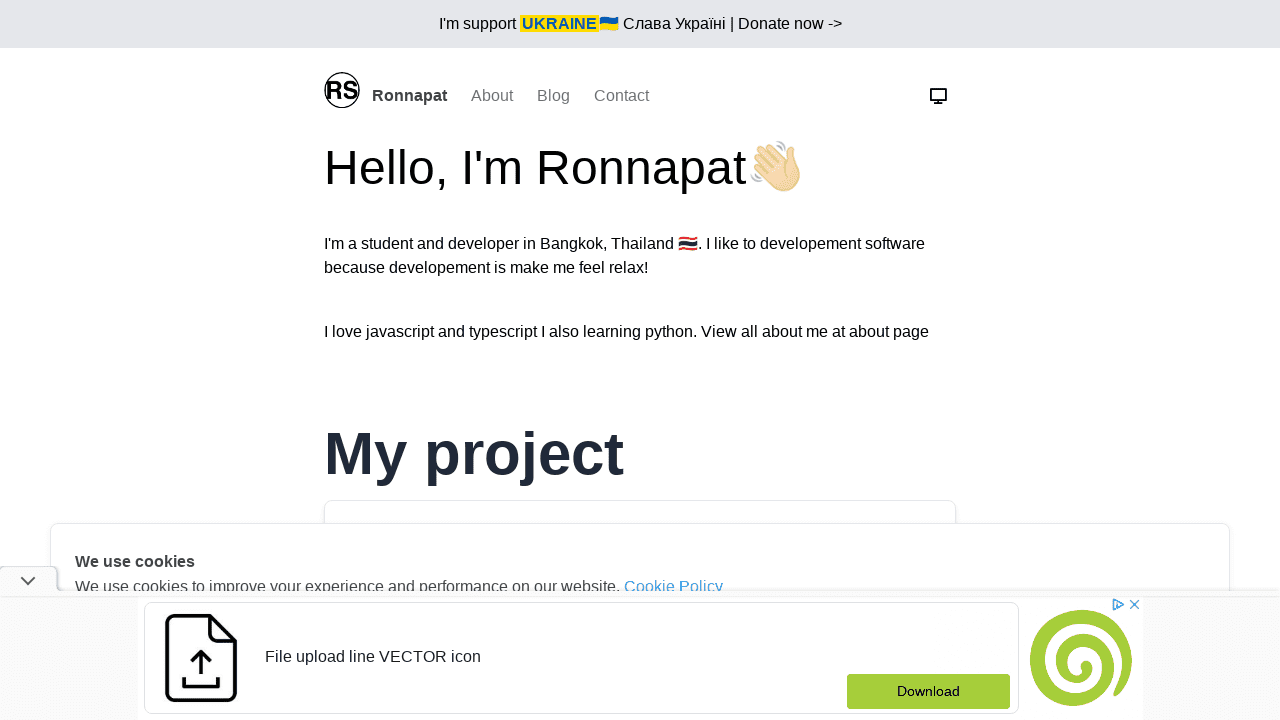 I'm support UKRAINE🇺🇦 Слава Україні | Donate now ->
RS Ronnapat About Blog Contact
Hello, I'm Ronnapat👋🏼
I'm a student and developer in Bangkok, Thailand 🇹🇭. I like to developement software
because developement is make me feel relax!
I love javascript and typescript I also learning python. View all about me at about page
My project
We use cookies
We use cookies to improve your experience and performance on our website. Cookie Policy
File upload line VECTOR icon
Download